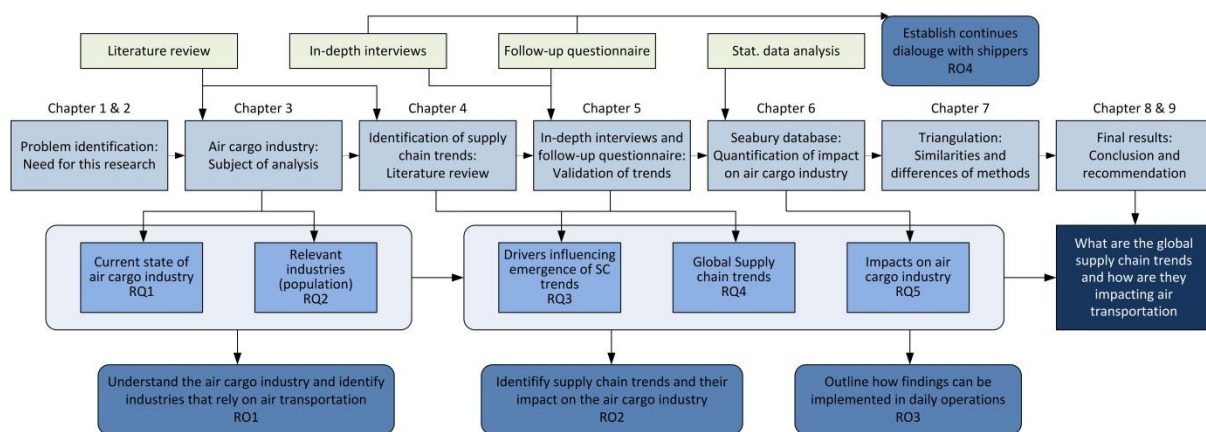 Literature review
In-depth interviews
Follow-up questionnaire
Stat. data analysis
Establish continues
dialouge with shippers
RO4
Chapter 1 & 2
Chapter 3
Chapter 4
Chapter 5
Chapter 6
Chapter 7
Chapter 8 & 9
Problem identification:
Need for this research
Air cargo industry:
Subject of analysis
Identification of supply
chain trends:
Literature review
In-depth interviews and
follow-up questionnaire:
Validation of trends
Seabury database:
Quantification of impact
on air cargo industry
Triangulation:
Similarities and
differences of methods
Final results:
Conclusion and
recommendation
Current state of
air cargo industry
RQ1
Relevant
industries
(population)
RQ2
Drivers influencing
emergence of SC
trends
RQ3
Global Supply
chain trends
RQ4
Impacts on air
cargo industry
RQ5
What are the global
supply chain trends
and how are they
impacting air
transportation
Understand the air cargo industry and identify
industries that rely on air transportation
RO1
Identifify supply chain trends and their
impact on the air cargo industry
RO2
Outline how findings can be
implemented in daily operations
RO3